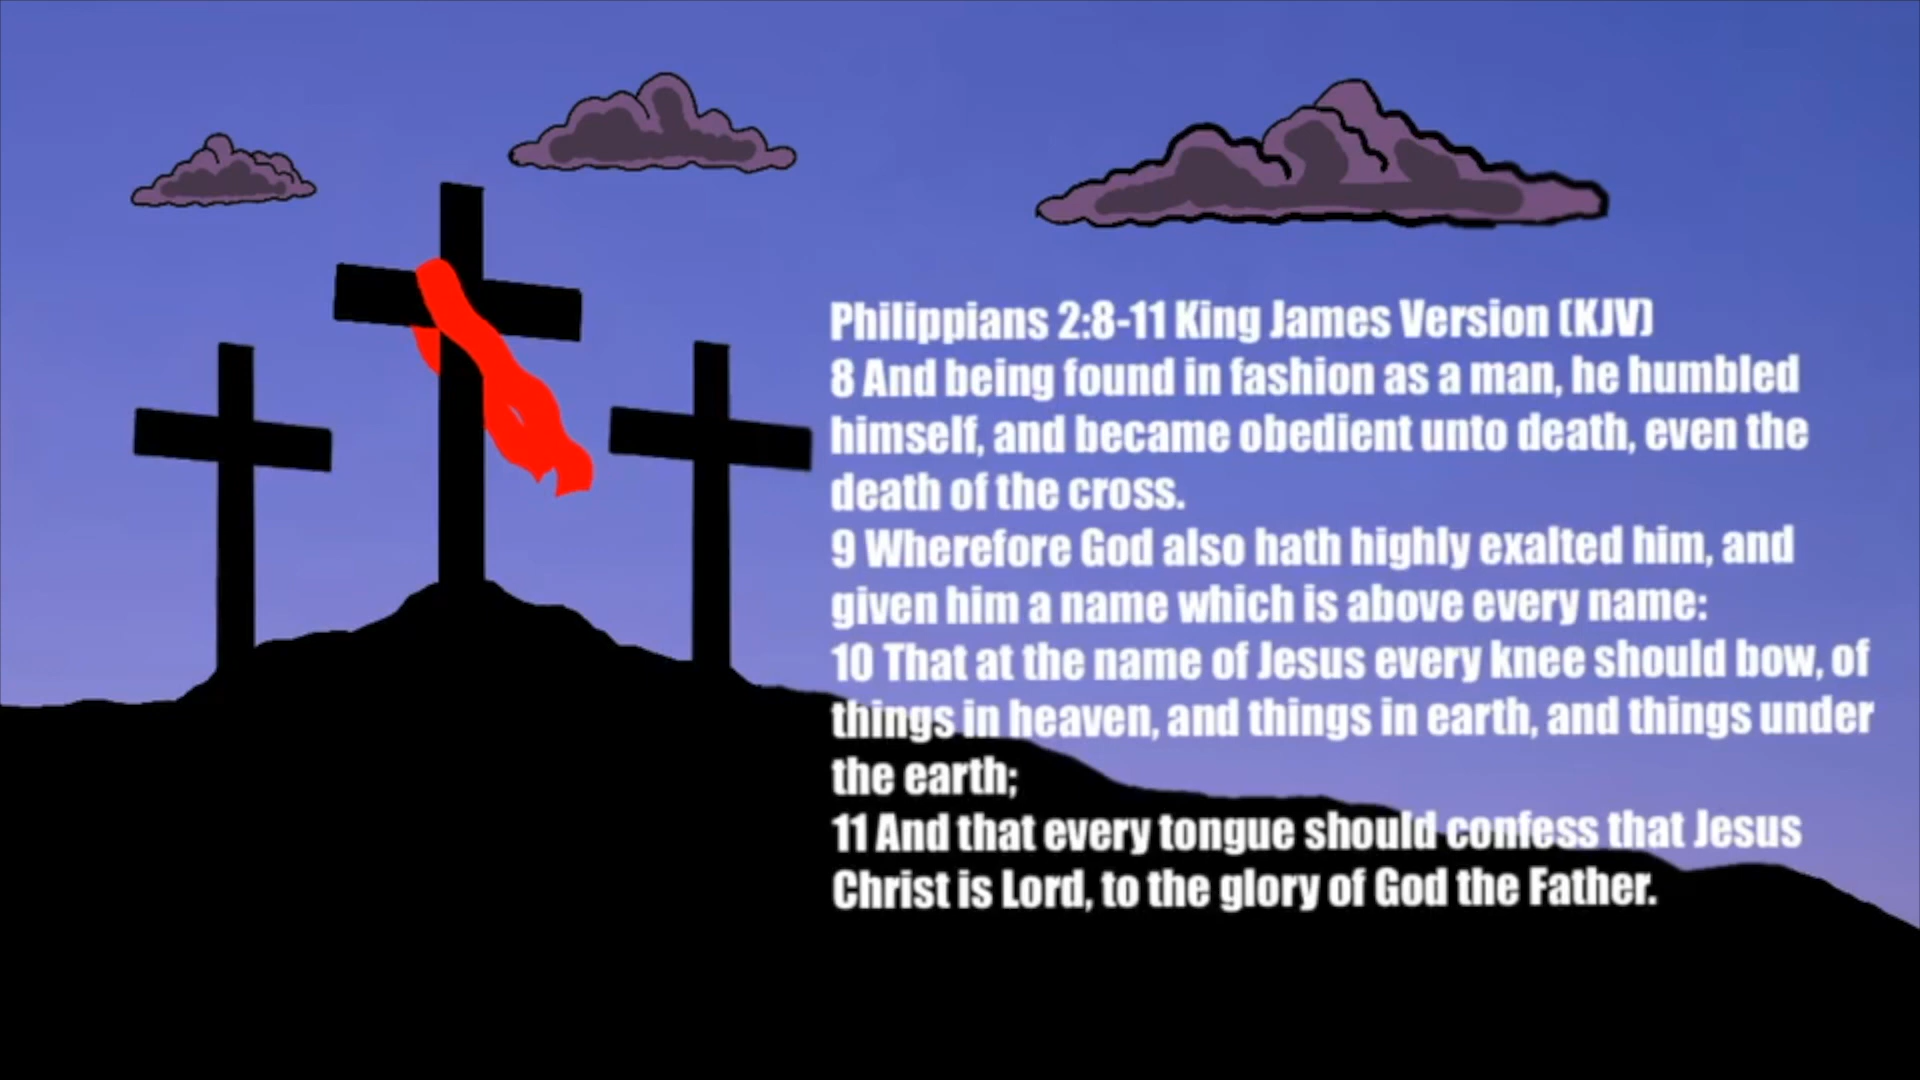 Philippians 2:8-11 King James Version (KJV)
8 And being found in fashion as a man, he humbled
himself, and became obedient unto death, even the
death of the cross.
9 Wherefore God also hath highly exalted him, and
given him a name which is above every name:
10 That at the name of Jesus every knee should bow, of
things in heaven, and things in earth, and things under
the earth;
11 And that every tongue should confess that Jesus
Christ is Lord, to the glory of God the Father.